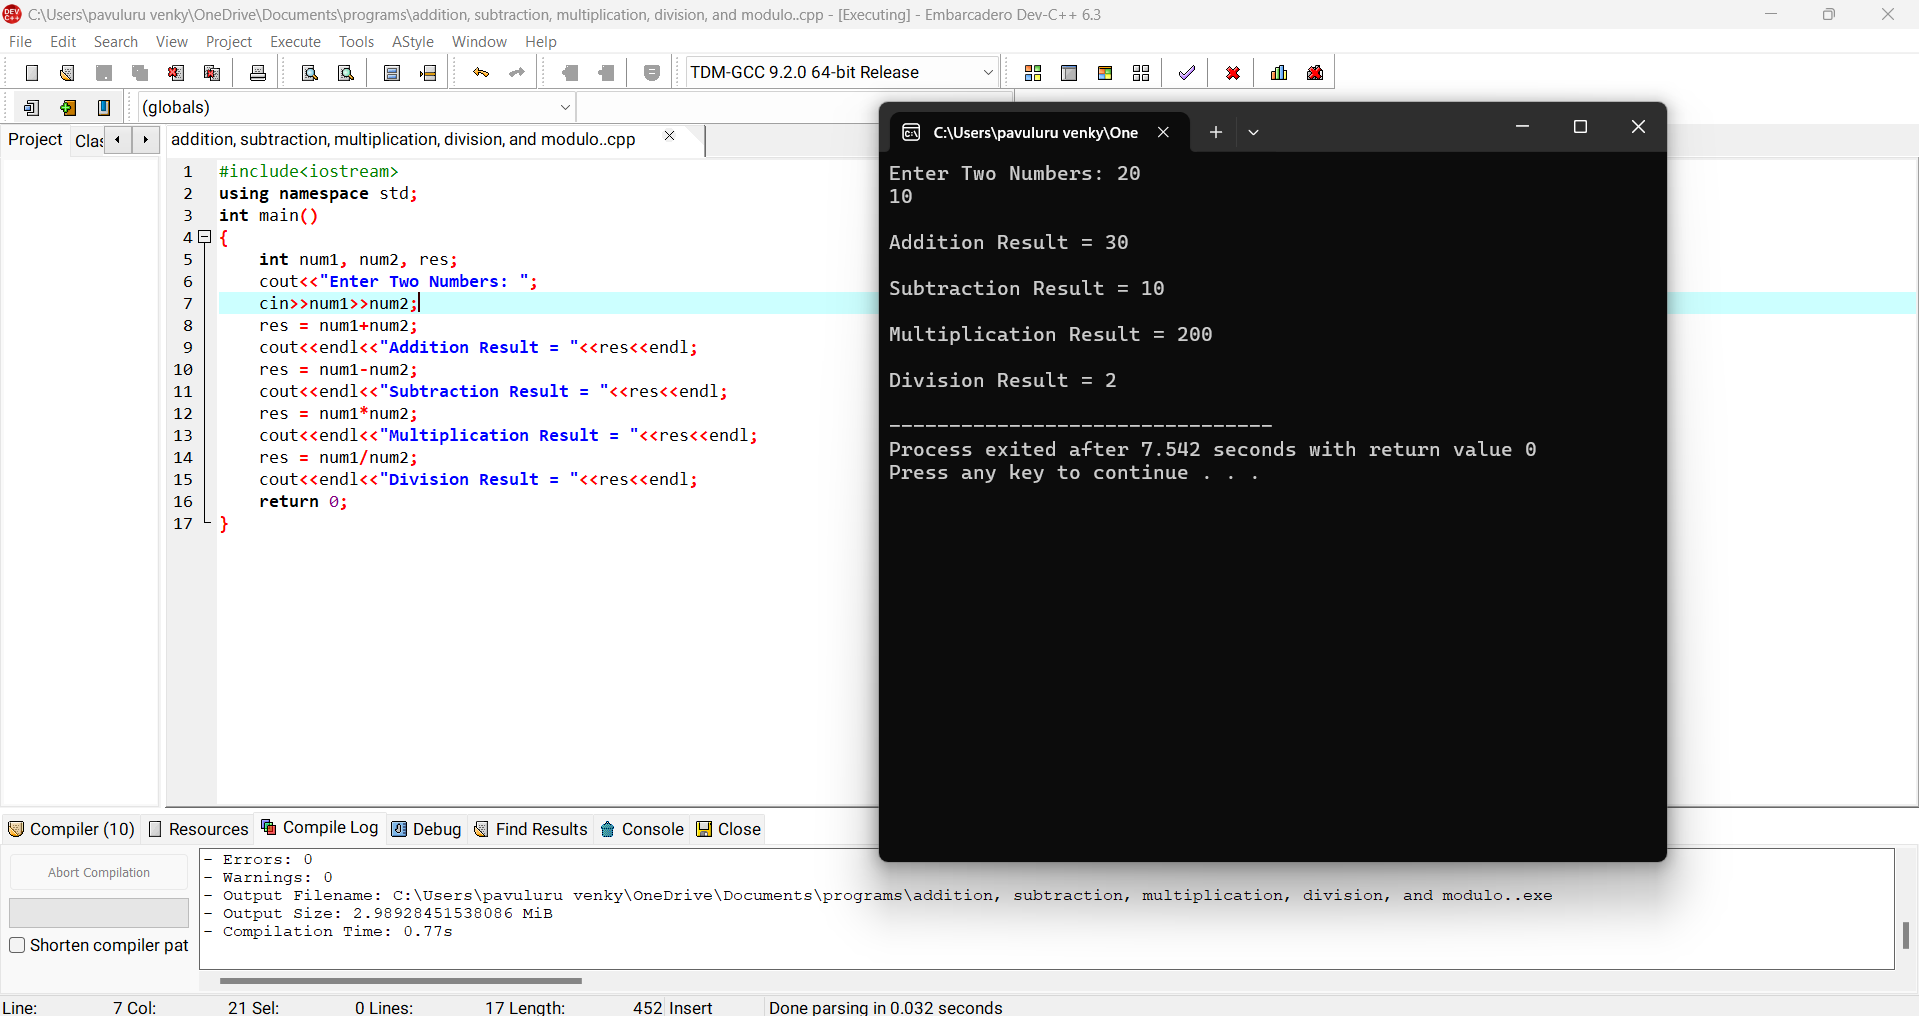 C:\Users\pavuluru venky\OneDrive\Documents\programs\addition, subtraction, multiplication, division, and modulo..cpp - [Executing] - Embarcadero Dev-C++ 6.3
File Edit Search View Project Execute Tools AStyle Window Help
TDM-GCC 9.2.0 64-bit Release
(globals)
Project Clas
addition, subtraction, multiplication, division, and modulo..cpp
1 #include<iostream>
2 using namespace std;
3 int main()
4 {
5 int num1, num2, res;
6 cout<<"Enter Two Numbers: ";
7 cin>>num1>>num2;
8 res = num1+num2;
9 cout<<endl<<"Addition Result = "<<res<<endl;
10 res = num1-num2;
11 cout<<endl<<"Subtraction Result = "<<res<<endl;
12 res = num1*num2;
13 cout<<endl<<"Multiplication Result = "<<res<<endl;
14 res = num1/num2;
15 cout<<endl<<"Division Result = "<<res<<endl;
16 return 0;
17 }
C:\Users\pavuluru venky\One
Enter Two Numbers: 20
10
Addition Result = 30
Subtraction Result = 10
Multiplication Result = 200
Division Result = 2
--------------------------------
Process exited after 7.542 seconds with return value 0
Press any key to continue . . .
Compiler (10) Resources Compile Log Debug Find Results Console Close
Abort Compilation
Shorten compiler pat
- Errors: 0
- Warnings: 0
- Output Filename: C:\Users\pavuluru venky\OneDrive\Documents\programs\addition, subtraction, multiplication, division, and modulo..exe
- Output Size: 2.98928451538086 MiB
- Compilation Time: 0.77s
Line: 7 Col: 21 Sel: 0 Lines: 17 Length: 452 Insert Done parsing in 0.032 seconds